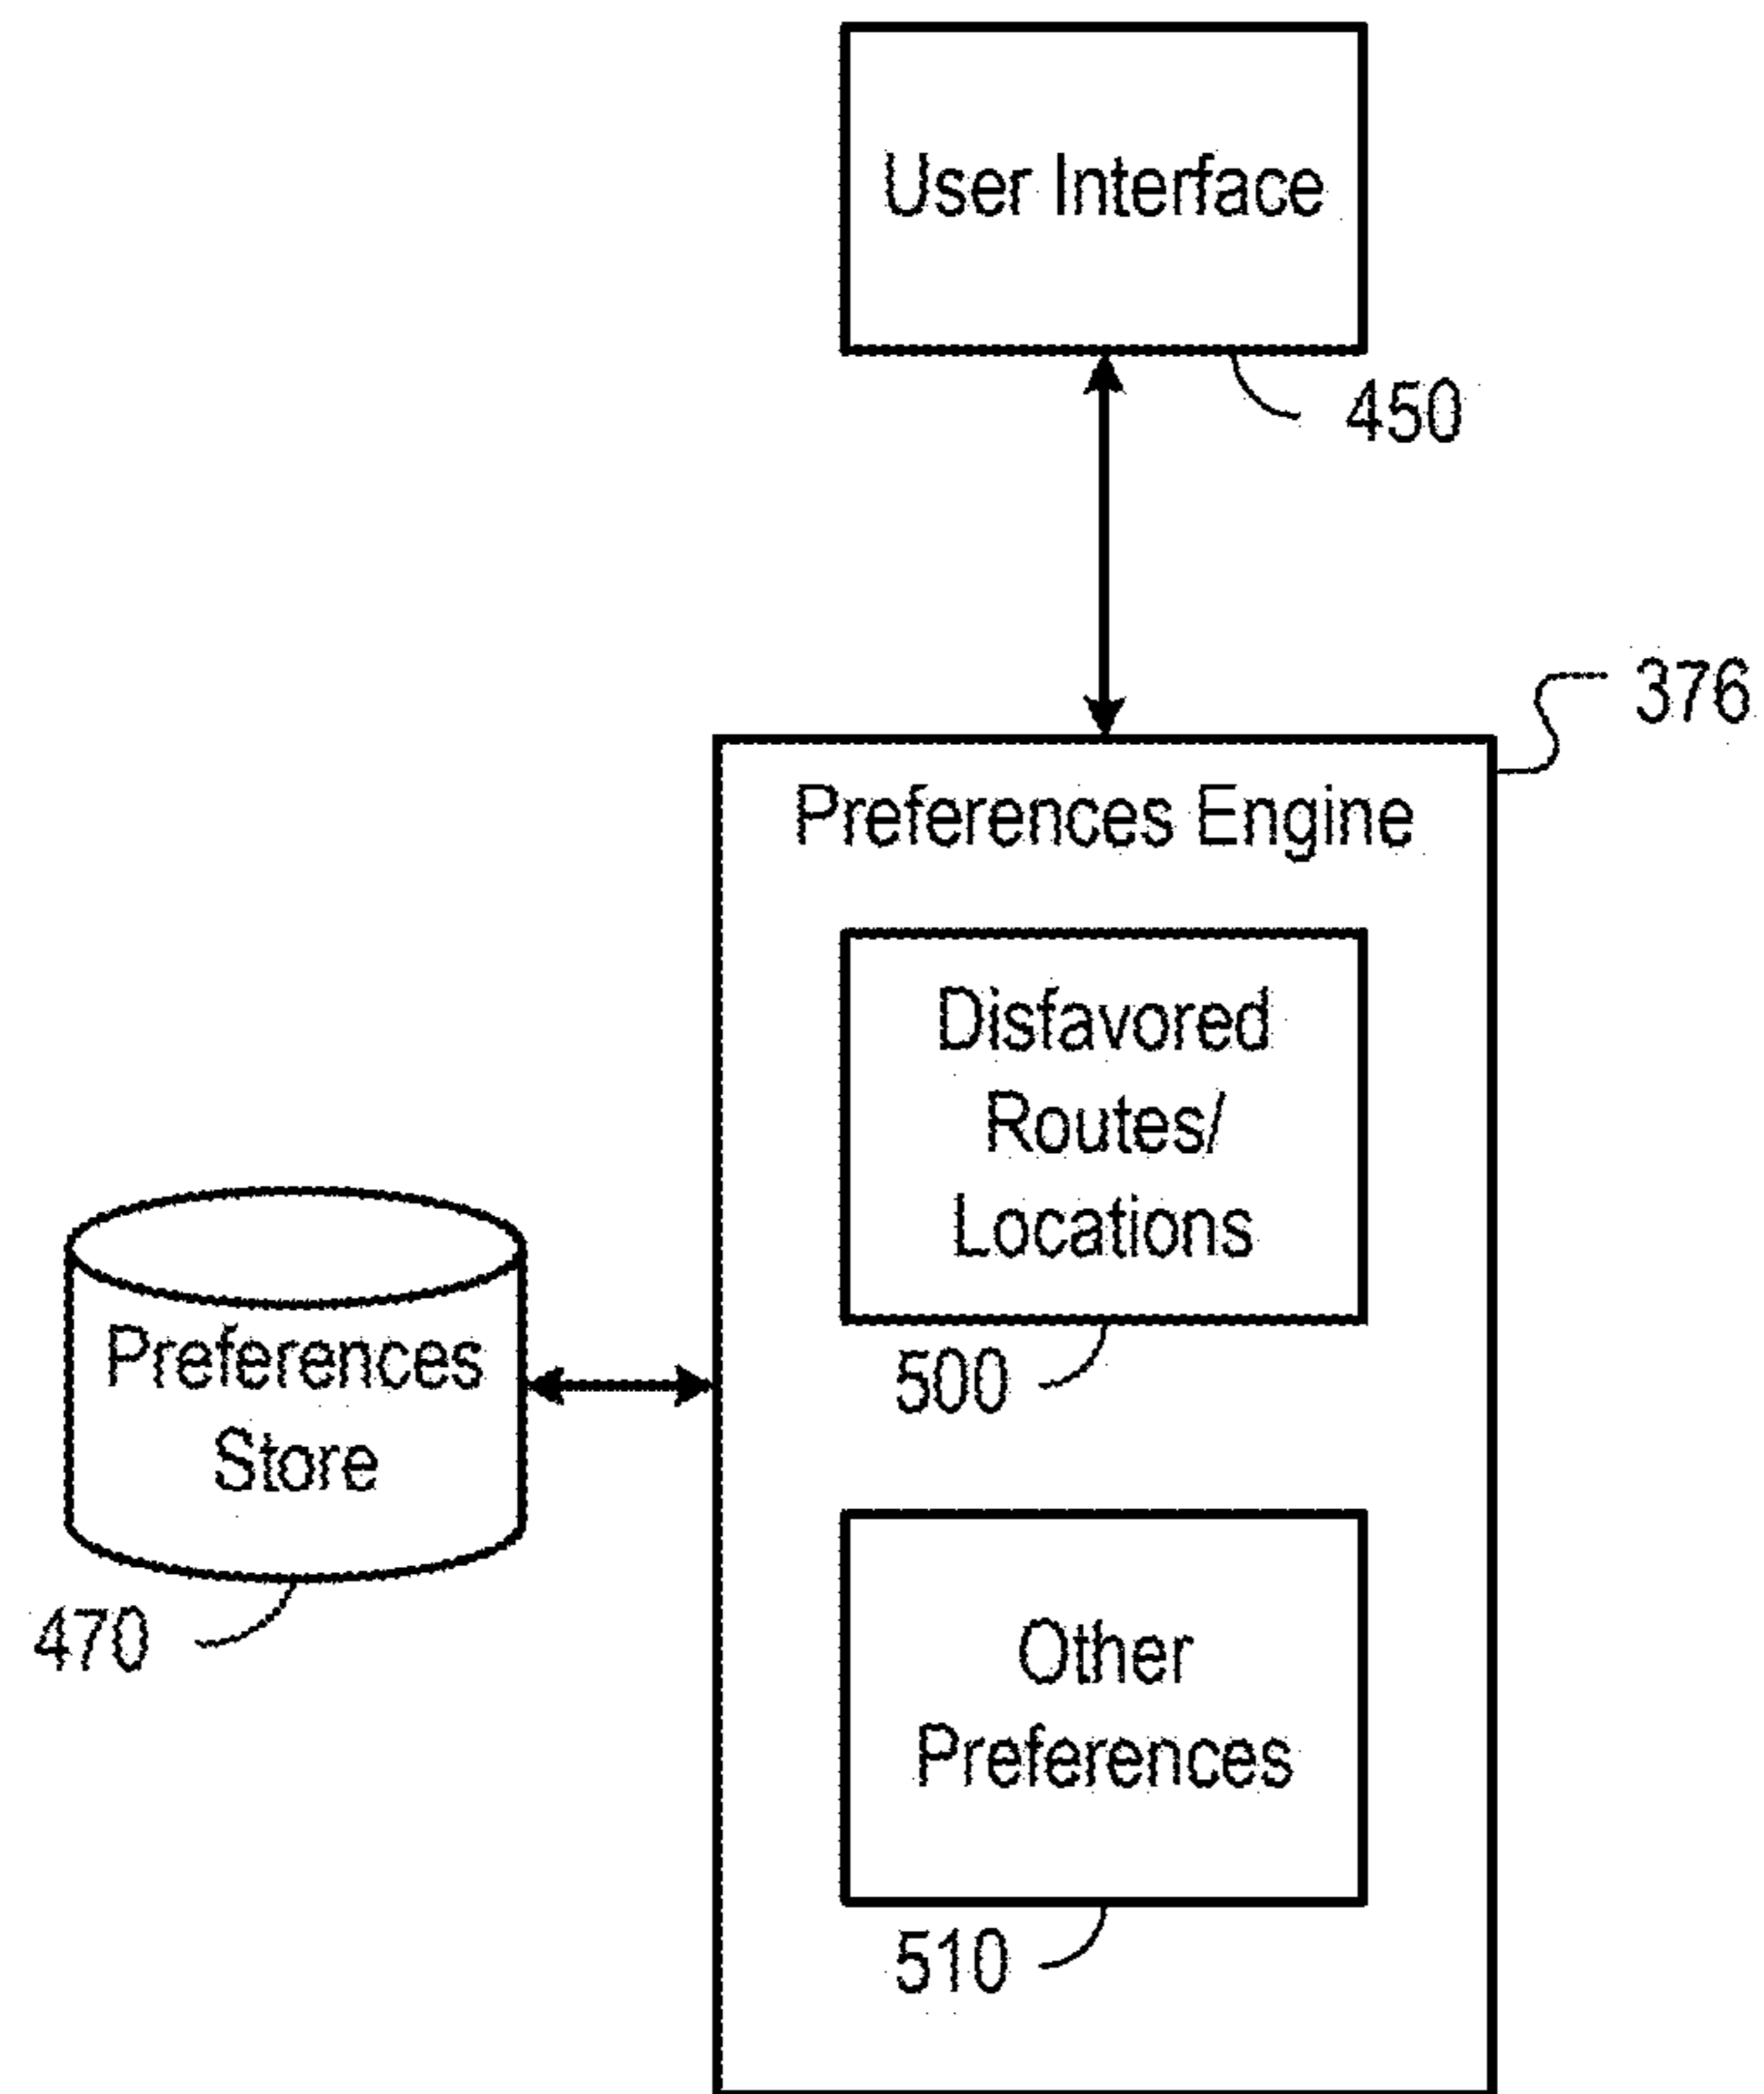 User Interface
450
376
Preferences Engine
Disfavored
Routes/
Locations
500
Preferences
Store
470
Other
Preferences
510